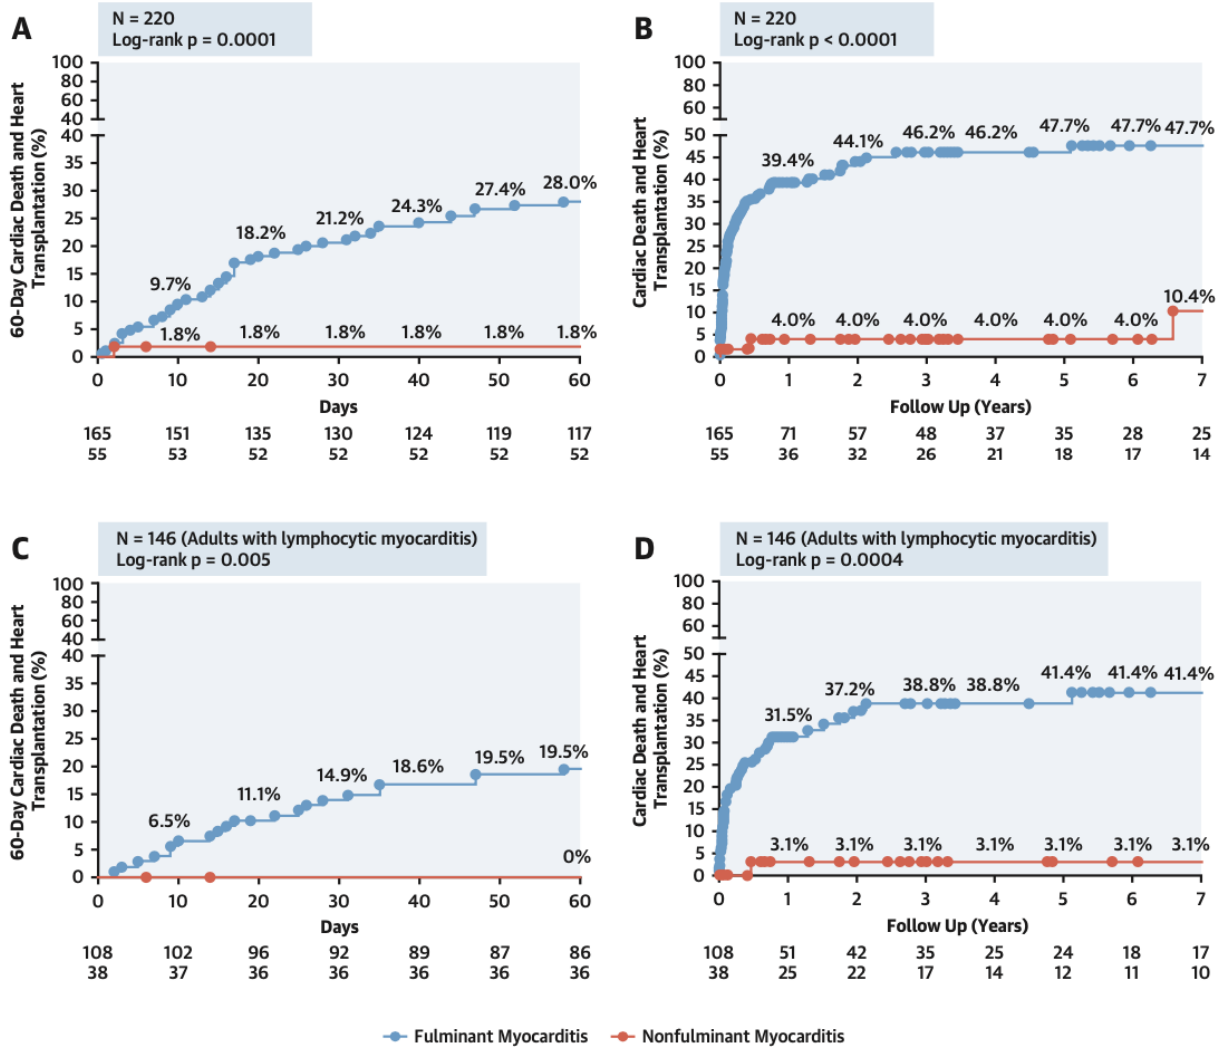 A
N = 220
Log-rank p = 0.0001
60-Day Cardiac Death and Heart
Transplantation (%)
100
80
60
40
40
35
30
25
20
15
10
5
0
9.7%
18.2%
21.2%
24.3%
27.4%
28.0%
1.8%
1.8%
1.8%
1.8%
1.8%
1.8%
0 10 20 30 40 50 60
Days
165 151 135 130 124 119 117
55 53 52 52 52 52 52
B
N = 220
Log-rank p < 0.0001
Cardiac Death and Heart
Transplantation (%)
100
80
60
50
45
40
35
30
25
20
15
10
5
0
39.4%
44.1%
46.2%
46.2%
47.7%
47.7%
47.7%
4.0%
4.0%
4.0%
4.0%
4.0%
4.0%
10.4%
0 1 2 3 4 5 6 7
Follow Up (Years)
165 71 57 48 37 35 28 25
55 36 32 26 21 18 17 14
C
N = 146 (Adults with lymphocytic myocarditis)
Log-rank p = 0.005
60-Day Cardiac Death and Heart
Transplantation (%)
100
80
60
40
40
35
30
25
20
15
10
5
0
6.5%
11.1%
14.9%
18.6%
19.5%
19.5%
0%
0 10 20 30 40 50 60
Days
108 102 96 92 89 87 86
38 37 36 36 36 36 36
D
N = 146 (Adults with lymphocytic myocarditis)
Log-rank p = 0.0004
Cardiac Death and Heart
Transplantation (%)
100
80
60
50
45
40
35
30
25
20
15
10
5
0
31.5%
37.2%
38.8%
38.8%
41.4%
41.4%
41.4%
3.1%
3.1%
3.1%
3.1%
3.1%
3.1%
3.1%
0 1 2 3 4 5 6 7
Follow Up (Years)
108 51 42 35 25 24 18 17
38 25 22 17 14 12 11 10
Fulminant Myocarditis
Nonfulminant Myocarditis